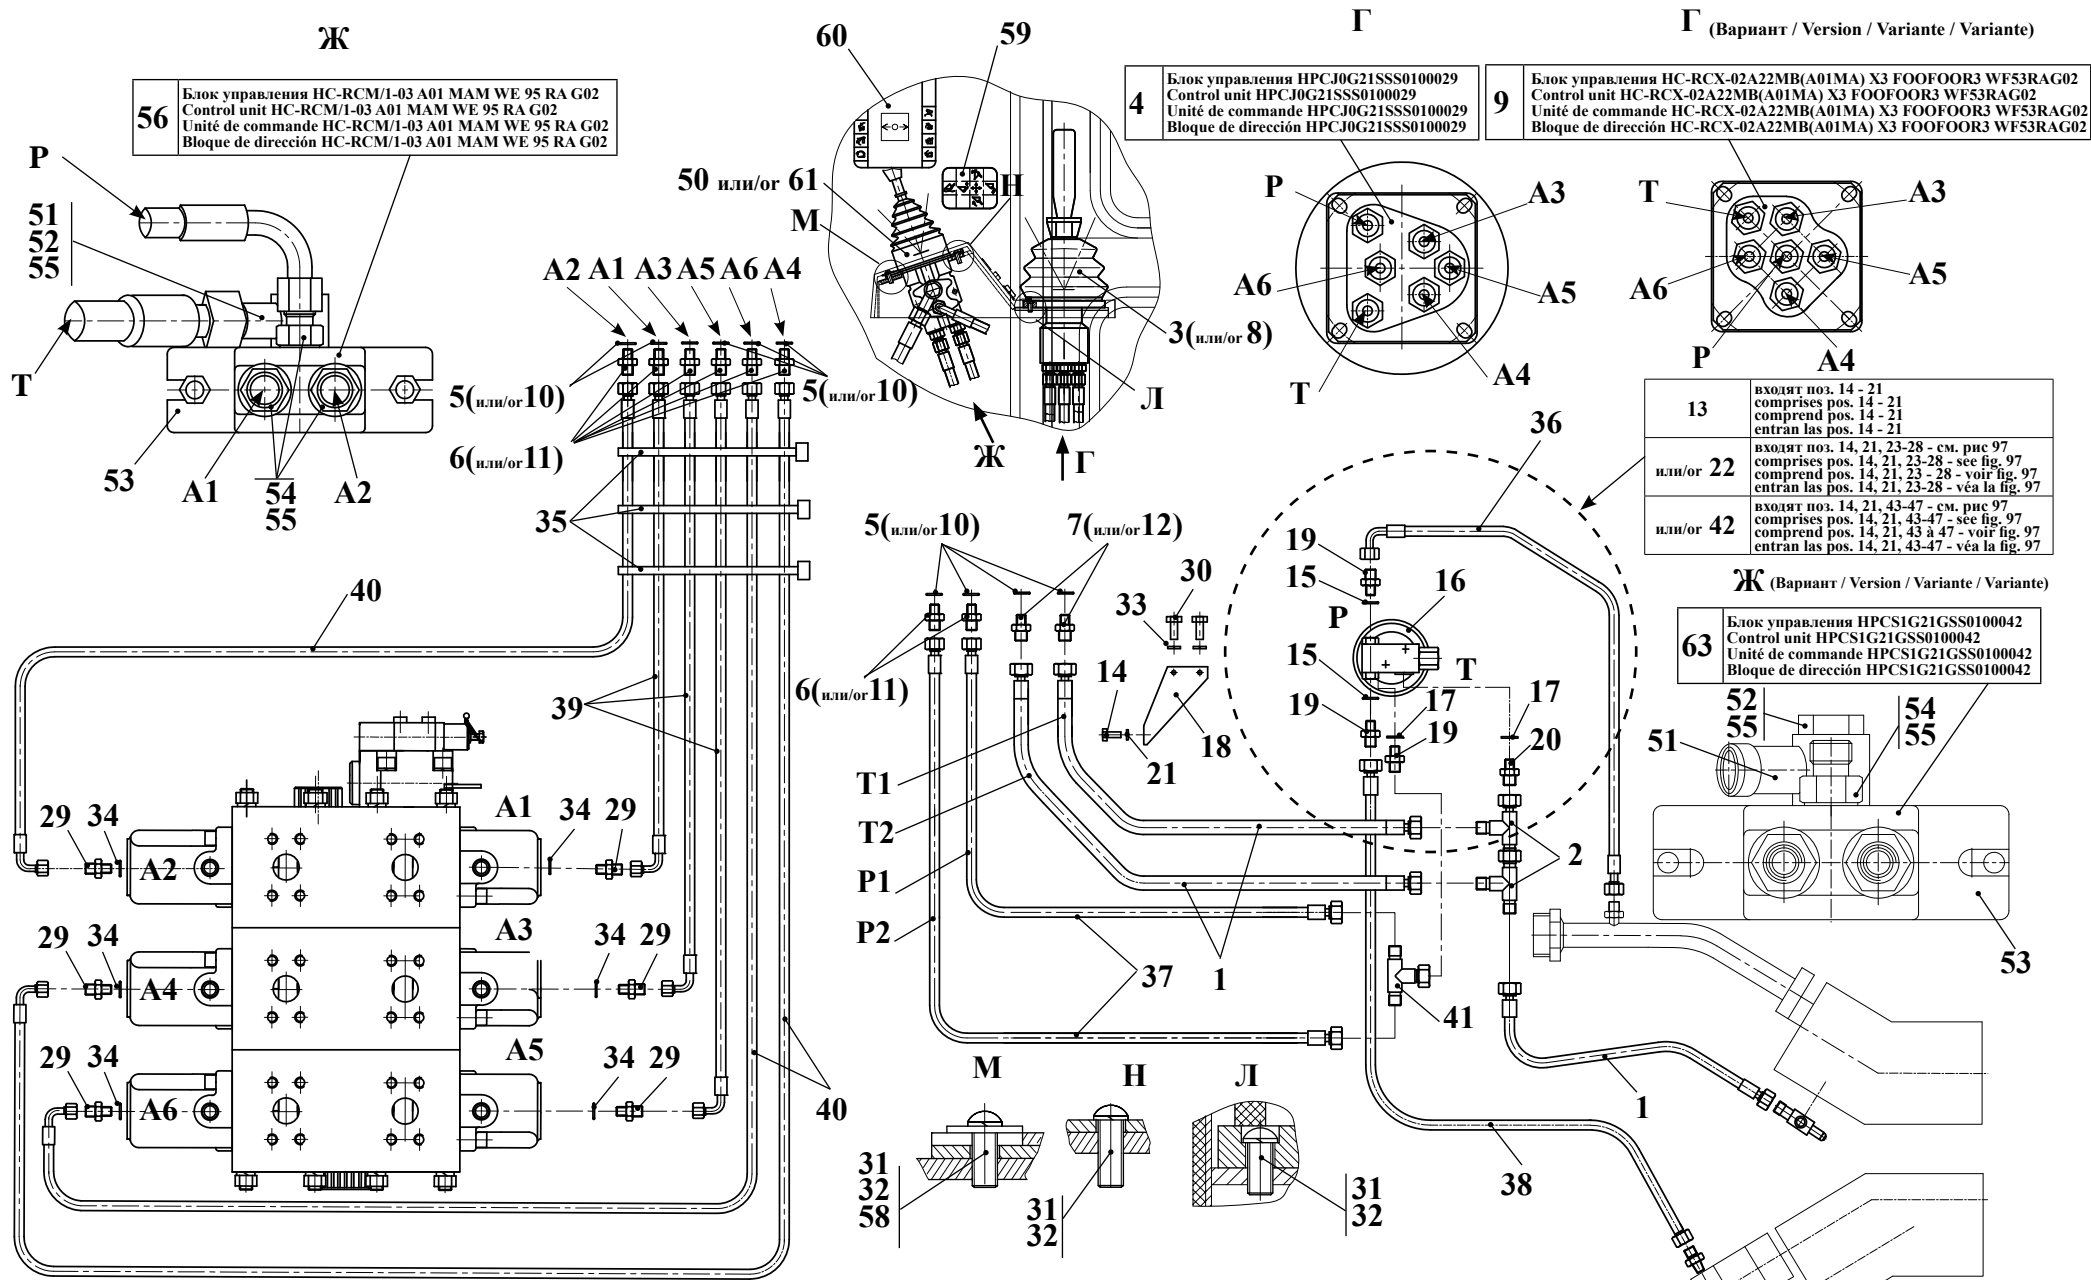 Ж
56
Блок управления HC-RCM/1-03 A01 MAM WE 95 RA G02
Control unit HC-RCM/1-03 A01 MAM WE 95 RA G02
Unité de commande HC-RCM/1-03 A01 MAM WE 95 RA G02
Bloque de dirección HC-RCM/1-03 A01 MAM WE 95 RA G02
P
51
52
55
T
53
A1
54
55
A2
60
59
50 или/or 61
H
M
3(или/or 8)
Л
Ж
Г
Г
4
Блок управления HPCJ0G21SSS0100029
Control unit HPCJ0G21SSS0100029
Unité de commande HPCJ0G21SSS0100029
Bloque de dirección HPCJ0G21SSS0100029
P
A3
A6
A5
T
A4
Г (Вариант / Version / Variante / Variante)
9
Блок управления HC-RCX-02A22MB(A01MA) X3 FOOFOOR3 WF53RAG02
Control unit HC-RCX-02A22MB(A01MA) X3 FOOFOOR3 WF53RAG02
Unité de commande HC-RCX-02A22MB(A01MA) X3 FOOFOOR3 WF53RAG02
Bloque de dirección HC-RCX-02A22MB(A01MA) X3 FOOFOOR3 WF53RAG02
T
A3
A6
A5
P
A4
A2 A1 A3 A5 A6 A4
5(или/or 10)
5(или/or 10)
6(или/or 11)
35
40
39
13
входят поз. 14 - 21
comprises pos. 14 - 21
comprend pos. 14 - 21
entran las pos. 14 - 21
или/or 22
входят поз. 14, 21, 23-28 - см. рис 97
comprises pos. 14, 21, 23-28 - see fig. 97
comprend pos. 14, 21, 23 - 28 - voir fig. 97
entran las pos. 14, 21, 23-28 - véa la fig. 97
или/or 42
входят поз. 14, 21, 43-47 - см. рис 97
comprises pos. 14, 21, 43-47 - see fig. 97
comprend pos. 14, 21, 43 à 47 - voir fig. 97
entran las pos. 14, 21, 43-47 - véa la fig. 97
36
5(или/or 10)
7(или/or 12)
6(или/or 11)
30
33
14
18
21
19
15
P
16
T
15
19
17
19
17
20
2
T1
T2
P1
P2
37
1
41
1
38
Ж (Вариант / Version / Variante / Variante)
63
Блок управления HPCS1G21GSS0100042
Control unit HPCS1G21GSS0100042
Unité de commande HPCS1G21GSS0100042
Bloque de dirección HPCS1G21GSS0100042
52
55
54
55
51
53
29
34
A2
A1
34
29
29
34
A4
A3
34
29
29
34
A6
A5
34
29
40
M
31
32
58
H
31
32
Л
31
32